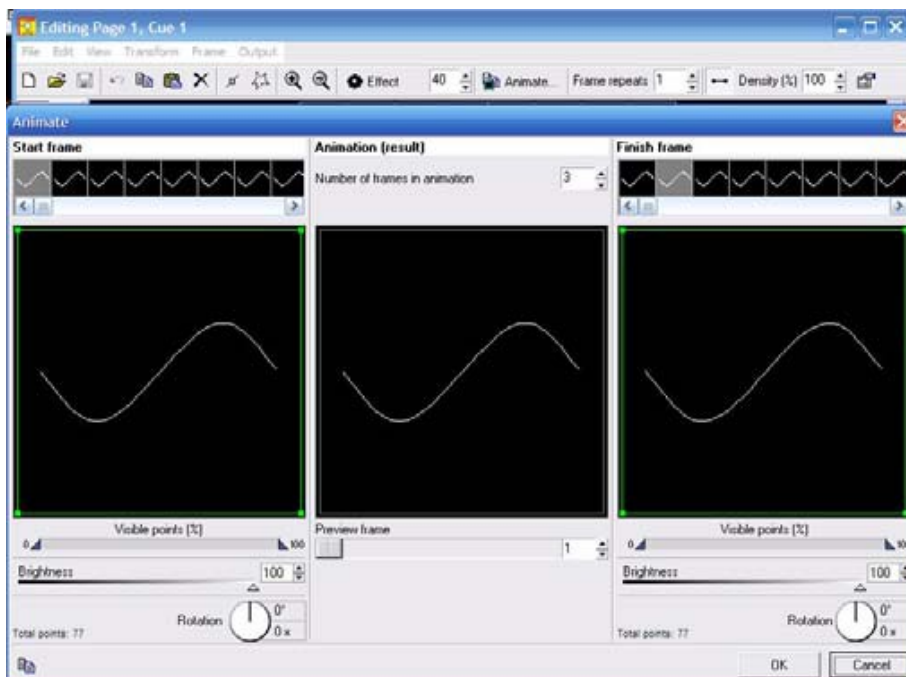 Editing Page 1, Cue 1
File Edit View Transform Frame Output
Effect 40 Animate... Frame repeats 1 Density (%) 100
Animate
Start frame Animation (result) Finish frame
Number of frames in animation 3
Visible points (%) Preview frame Visible points (%)
0 100 1 0
Brightness 100 Brightness 100
Rotation 0° Rotation 0°
Total points: 77 0 x Total points: 77 0 x
OK Cancel